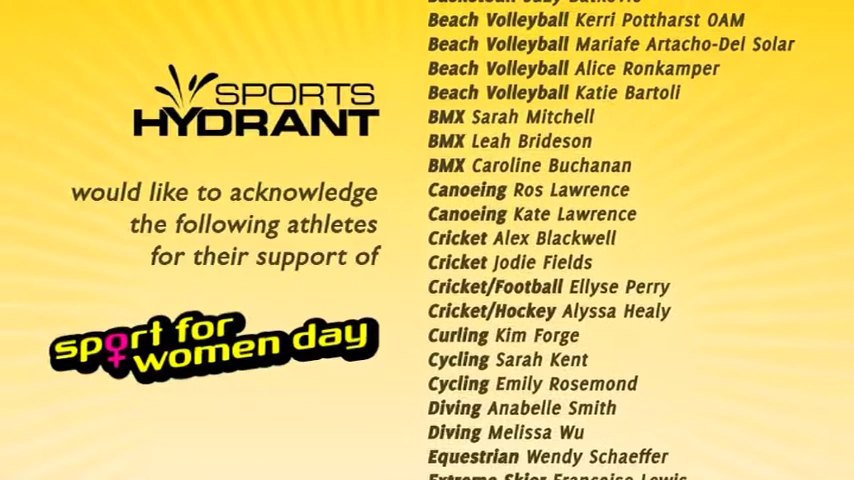 SPORTS
HYDRANT
would like to acknowledge
the following athletes
for their support of
sport for
women day
Beach Volleyball Kerri Pottharst OAM
Beach Volleyball Mariafe Artacho-Del Solar
Beach Volleyball Alice Ronkamper
Beach Volleyball Katie Bartoli
BMX Sarah Mitchell
BMX Leah Brideson
BMX Caroline Buchanan
Canoeing Ros Lawrence
Canoeing Kate Lawrence
Cricket Alex Blackwell
Cricket Jodie Fields
Cricket/Football Ellyse Perry
Cricket/Hockey Alyssa Healy
Curling Kim Forge
Cycling Sarah Kent
Cycling Emily Rosemond
Diving Anabelle Smith
Diving Melissa Wu
Equestrian Wendy Schaeffer